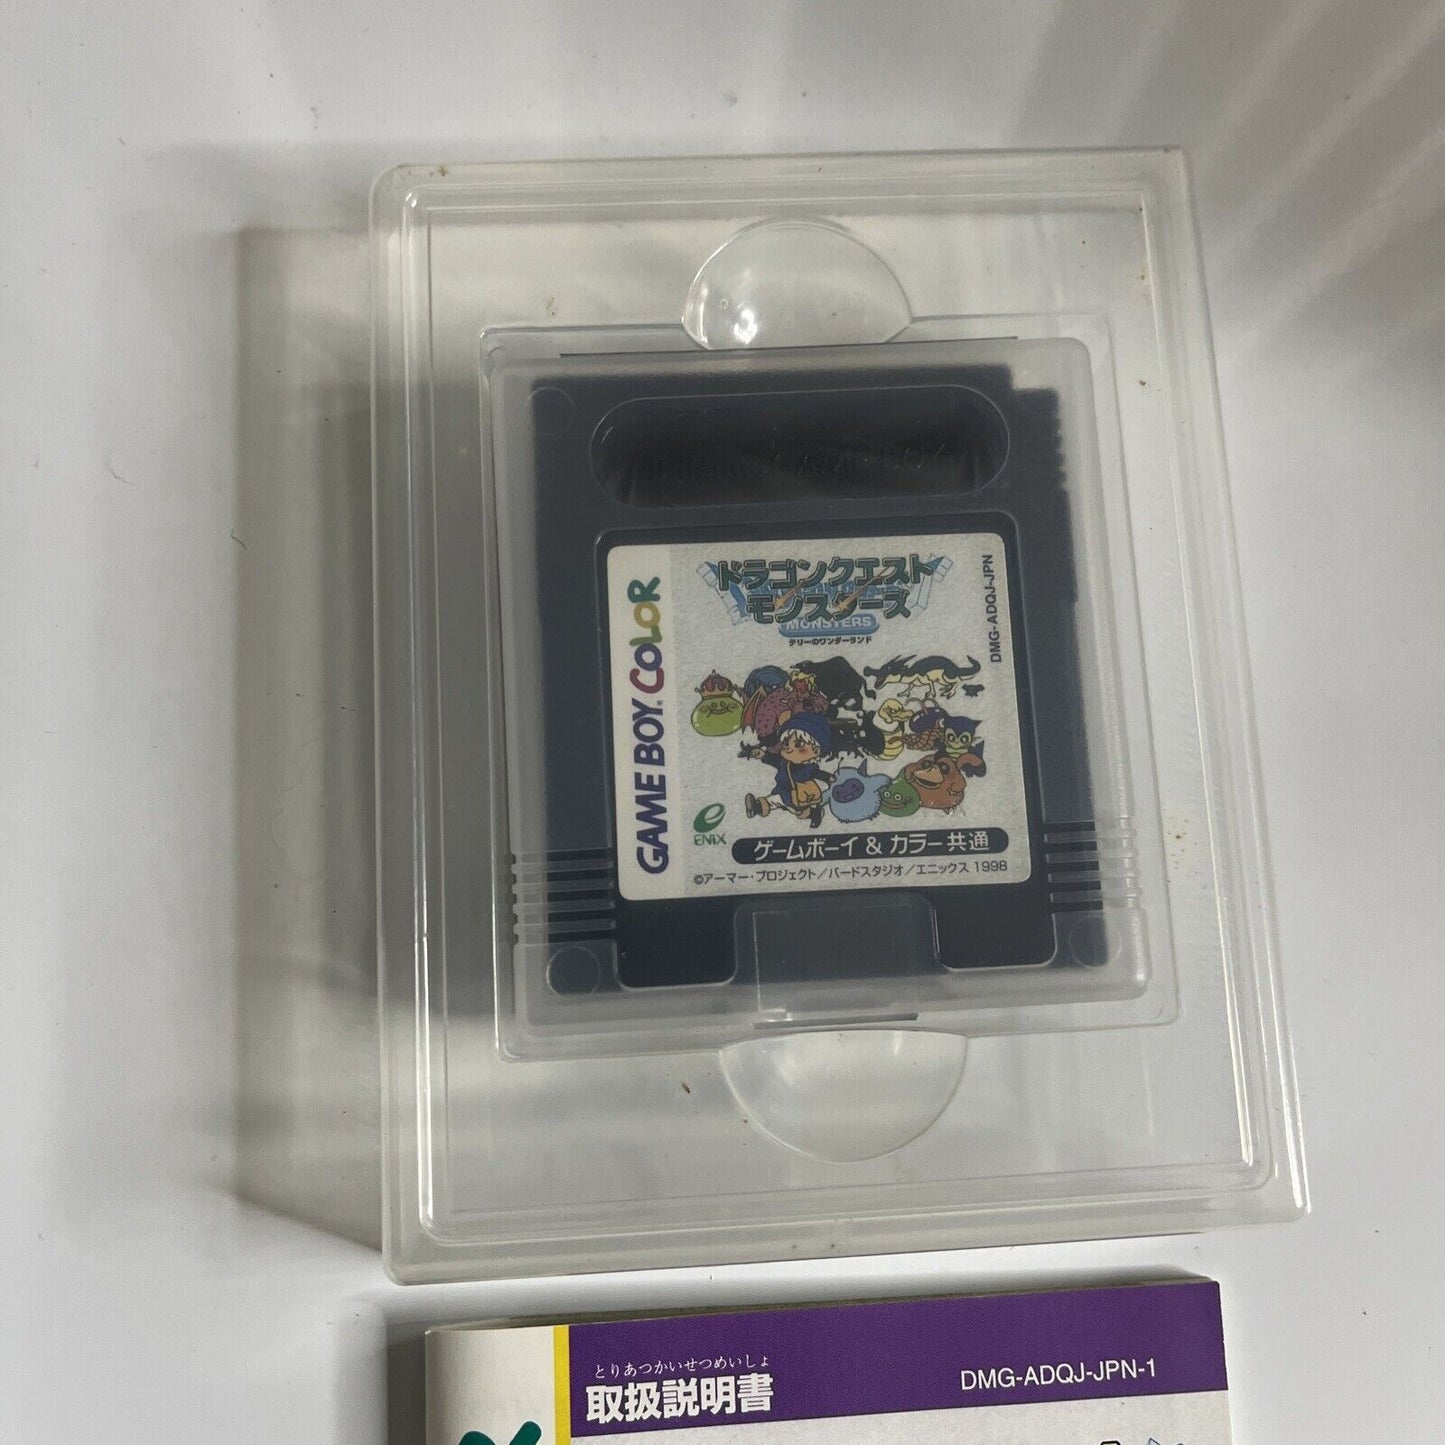 GAME BOY
GAME BOY COLOR
ドラゴンクエスト
モンスターズ
MONSTERS
テリーのワンダーランド
DMG-ADQJ-JPN
ENIX
ゲームボーイ & カラー共通
©アーマー・プロジェクト/バードスタジオ/エニックス 1998
とりあつかいせつめいしょ
取扱説明書
DMG-ADQJ-JPN-1